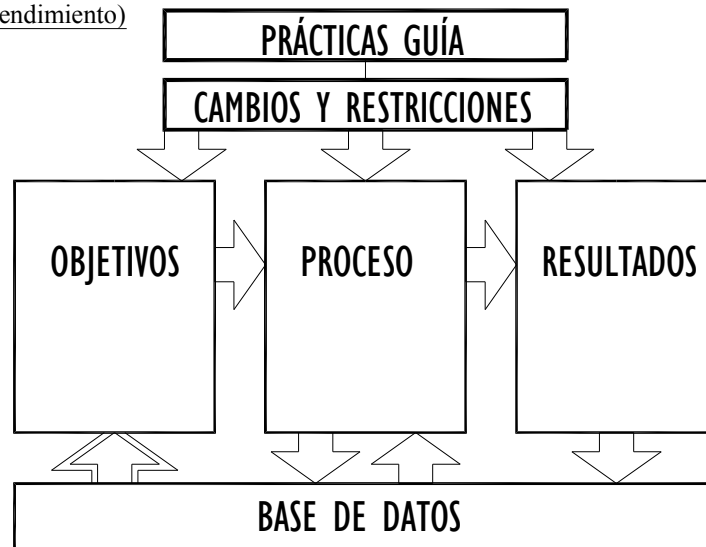 endimiento)
PRÁCTICAS GUÍA
CAMBIOS Y RESTRICCIONES
OBJETIVOS
PROCESO
RESULTADOS
BASE DE DATOS